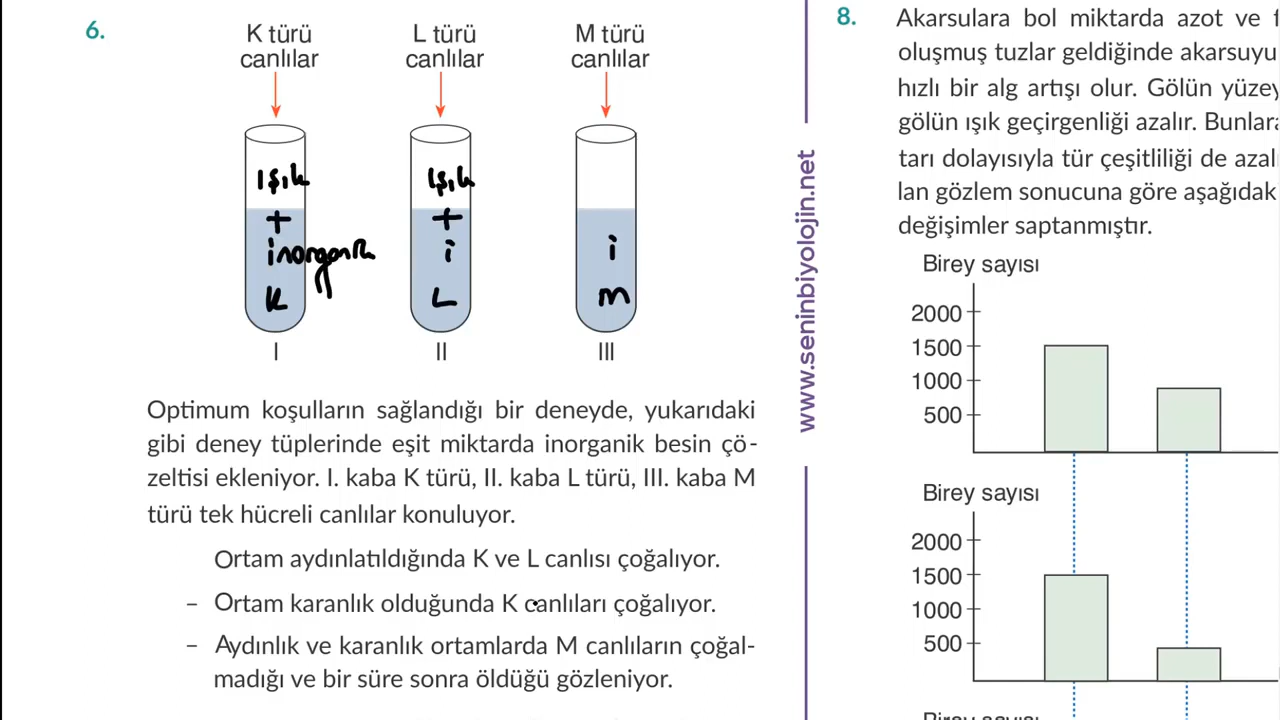 6.
K türü
canlılar
L türü
canlılar
M türü
canlılar
Işık
+
inorganik
K
Işık
+
i
L
i
M
I
II
III
Optimum koşulların sağlandığı bir deneyde, yukarıdaki
gibi deney tüplerinde eşit miktarda inorganik besin çö-
zeltisi ekleniyor. I. kaba K türü, II. kaba L türü, III. kaba M
türü tek hücreli canlılar konuluyor.
Ortam aydınlatıldığında K ve L canlısı çoğalıyor.
– Ortam karanlık olduğunda K canlıları çoğalıyor.
– Aydınlık ve karanlık ortamlarda M canlıların çoğal-
madığı ve bir süre sonra öldüğü gözleniyor.
www.seninbiyolojin.net
8.
Akarsulara bol miktarda azot ve
oluşmuş tuzlar geldiğinde akarsuyu
hızlı bir alg artışı olur. Gölün yüzey
gölün ışık geçirgenliği azalır. Bunlar
tarı dolayısıyla tür çeşitliliği de azal
lan gözlem sonucuna göre aşağıdak
değişimler saptanmıştır.
Birey sayısı
2000
1500
1000
500
Birey sayısı
2000
1500
1000
500
Birey sayısı